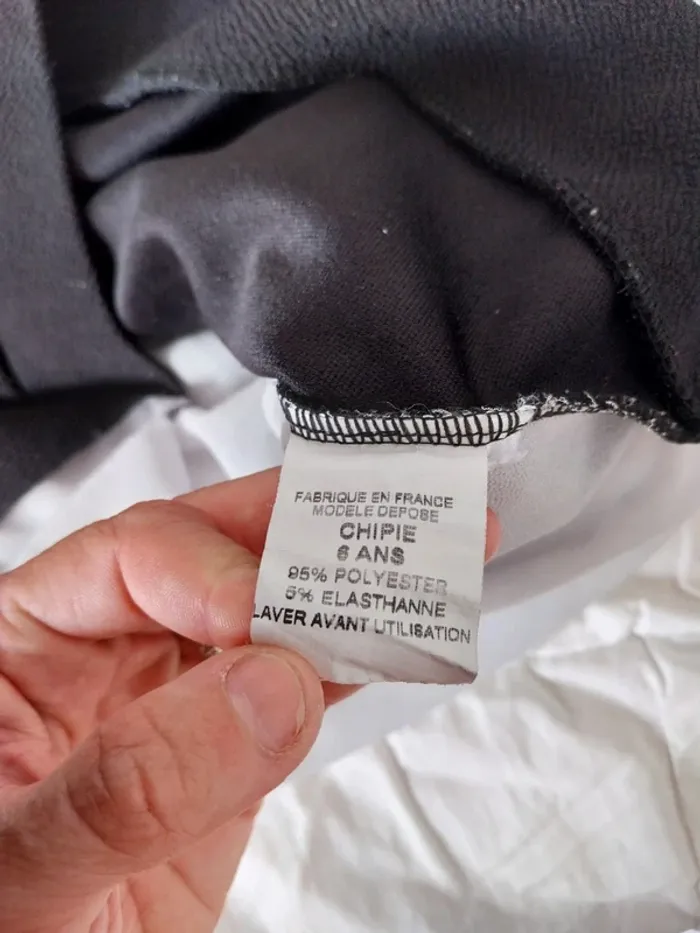 FABRIQUE EN FRANCE
MODELE DEPOSE
CHIPIE
6 ANS
95% POLYESTER
5% ELASTHANNE
LAVER AVANT UTILISATION